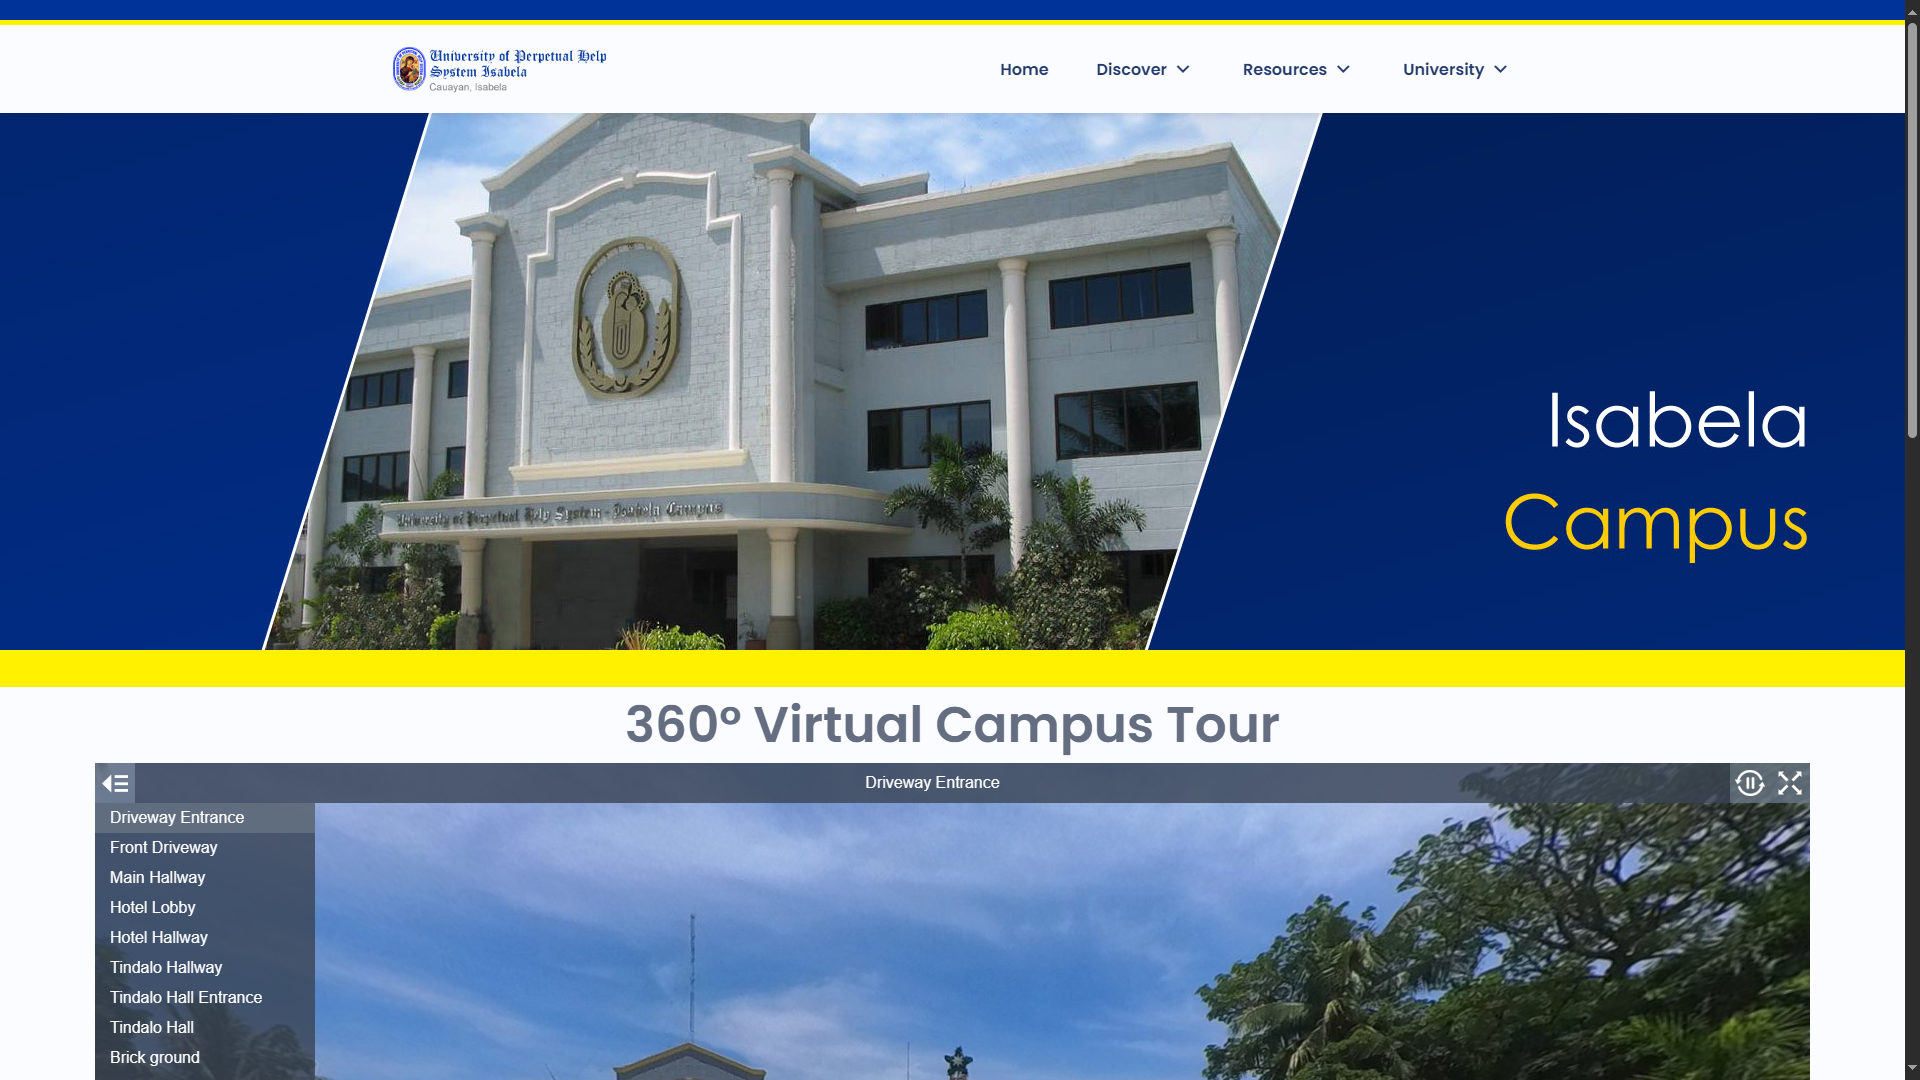 University of Perpetual Help
System Isabela
Cauayan, Isabela
Home
Discover
Resources
University
University of Perpetual Help System - Isabela Campus
Isabela
Campus
360° Virtual Campus Tour
Driveway Entrance
Driveway Entrance
Front Driveway
Main Hallway
Hotel Lobby
Hotel Hallway
Tindalo Hallway
Tindalo Hall Entrance
Tindalo Hall
Brick ground